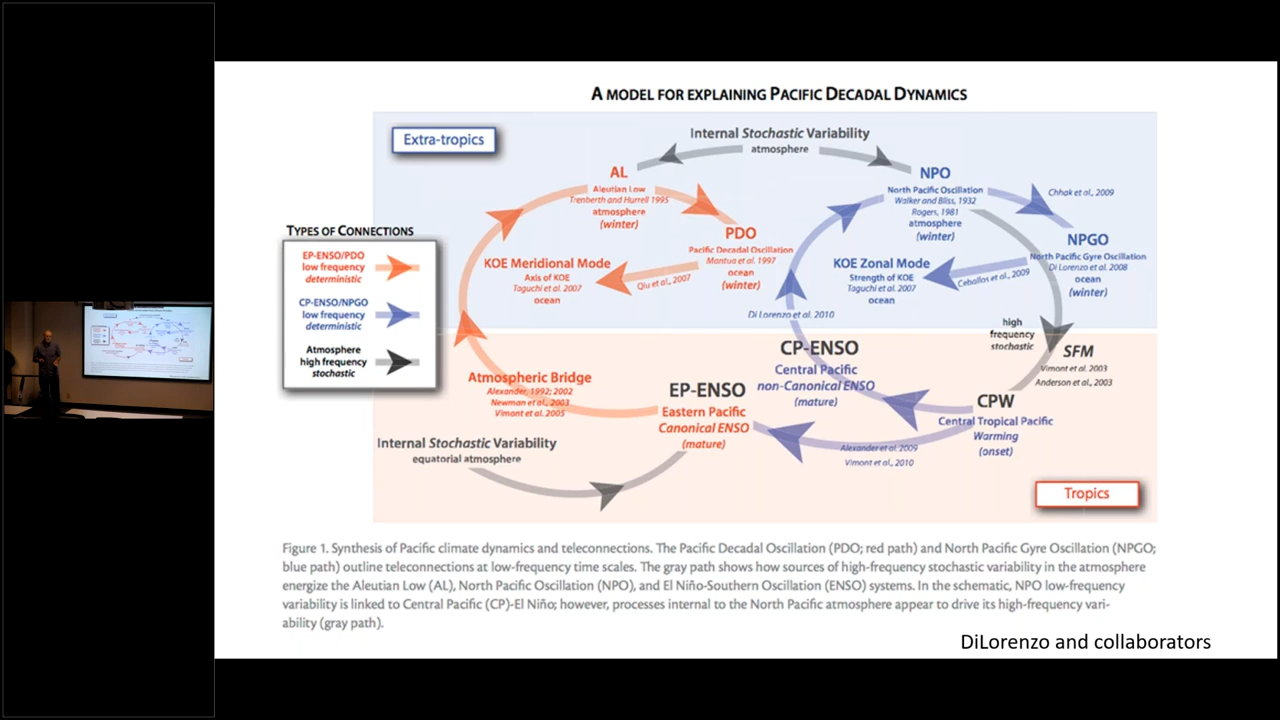 A MODEL FOR EXPLAINING PACIFIC DECADAL DYNAMICS
Extra-tropics
Internal Stochastic Variability
atmosphere
AL
Aleutian Low
Trenberth and Hurrell 1995
atmosphere
(winter)
NPO
North Pacific Oscillation
Walker and Bliss, 1932
Rogers, 1981
atmosphere
(winter)
Chhak et al., 2009
PDO
Pacific Decadal Oscillation
Mantua et al. 1997
ocean
(winter)
NPGO
North Pacific Gyre Oscillation
Di Lorenzo et al. 2008
ocean
(winter)
KOE Meridional Mode
Axis of KOE
Taguchi et al. 2007
ocean
Qiu et al., 2007
KOE Zonal Mode
Strength of KOE
Taguchi et al. 2007
ocean
Ceballos et al., 2009
Di Lorenzo et al. 2010
high
frequency
stochastic
TYPES OF CONNECTIONS
EP-ENSO/PDO
low frequency
deterministic
CP-ENSO/NPGO
low frequency
deterministic
Atmosphere
high frequency
stochastic
SFM
Vimont et al. 2003
Anderson et al., 2003
CP-ENSO
Central Pacific
non-Canonical ENSO
(mature)
Atmospheric Bridge
Alexander, 1992; 2002
Newman et al., 2003
Vimont et al. 2005
EP-ENSO
Eastern Pacific
Canonical ENSO
(mature)
CPW
Central Tropical Pacific
Warming
(onset)
Alexander et al. 2009
Vimont et al., 2010
Internal Stochastic Variability
equatorial atmosphere
Tropics
Figure 1. Synthesis of Pacific climate dynamics and teleconnections. The Pacific Decadal Oscillation (PDO; red path) and North Pacific Gyre Oscillation (NPGO;
blue path) outline teleconnections at low-frequency time scales. The gray path shows how sources of high-frequency stochastic variability in the atmosphere
energize the Aleutian Low (AL), North Pacific Oscillation (NPO), and El Niño-Southern Oscillation (ENSO) systems. In the schematic, NPO low-frequency
variability is linked to Central Pacific (CP)-El Niño; however, processes internal to the North Pacific atmosphere appear to drive its high-frequency vari-
ability (gray path).
DiLorenzo and collaborators